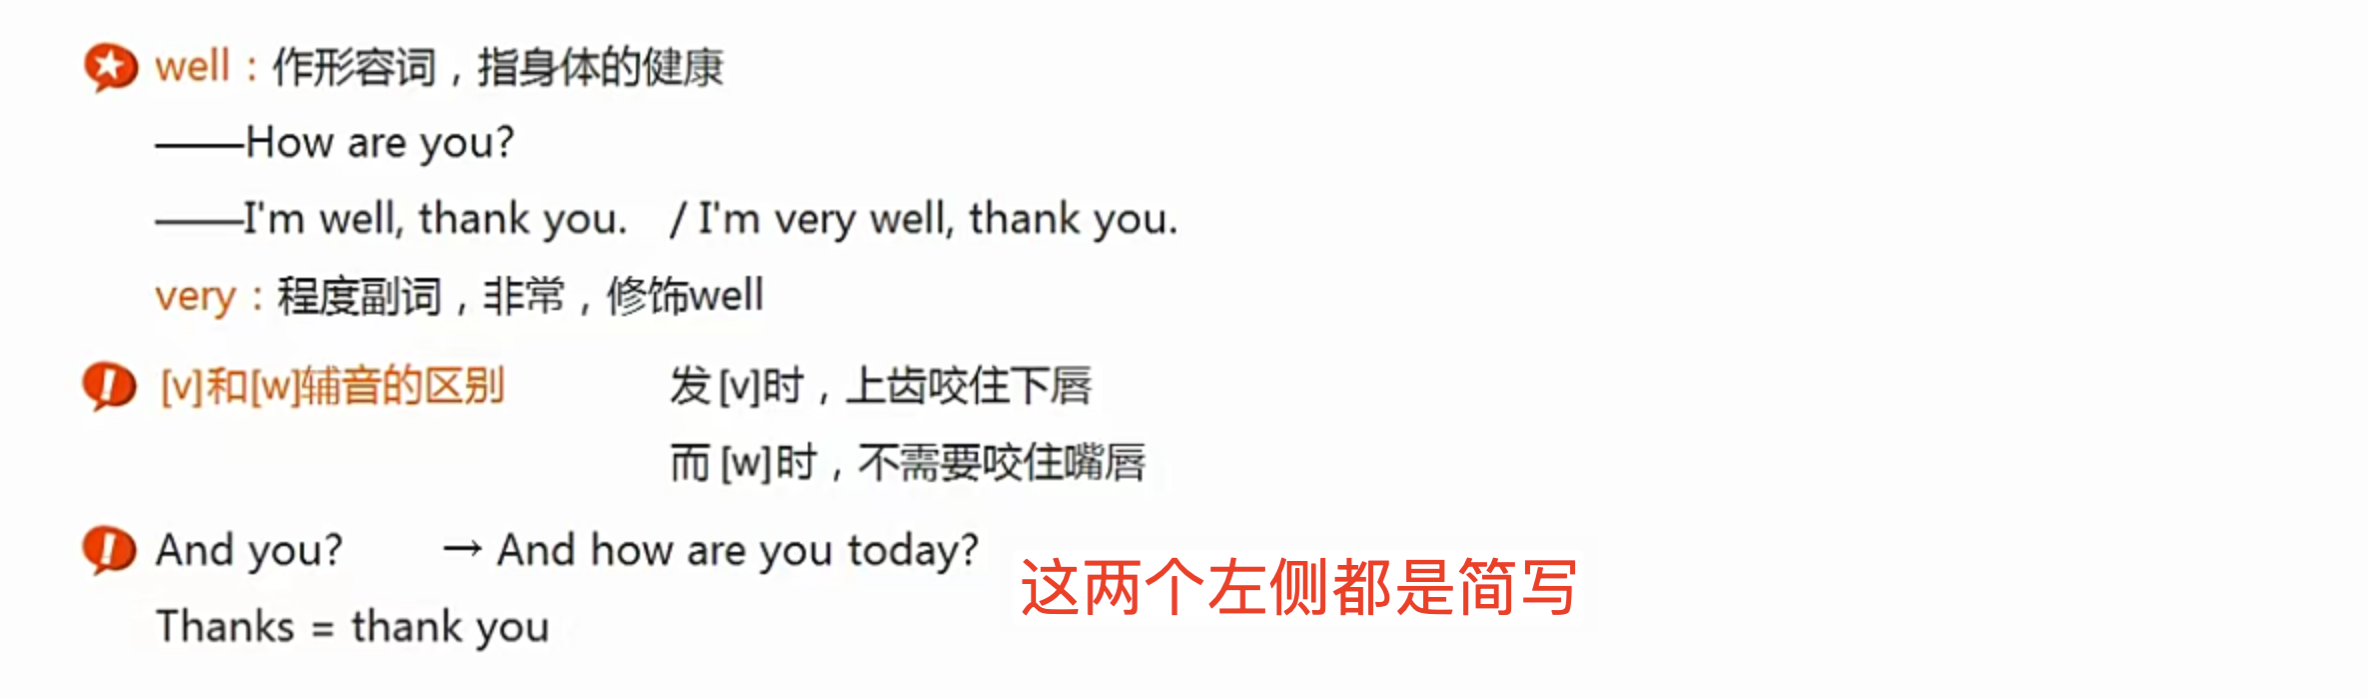 well：作形容词，指身体的健康
——How are you?
——I'm well, thank you. / I'm very well, thank you.
very：程度副词，非常，修饰well
[v]和[w]辅音的区别 发[v]时，上齿咬住下唇
而[w]时，不需要咬住嘴唇
And you? → And how are you today?
这两个左侧都是简写
Thanks = thank you